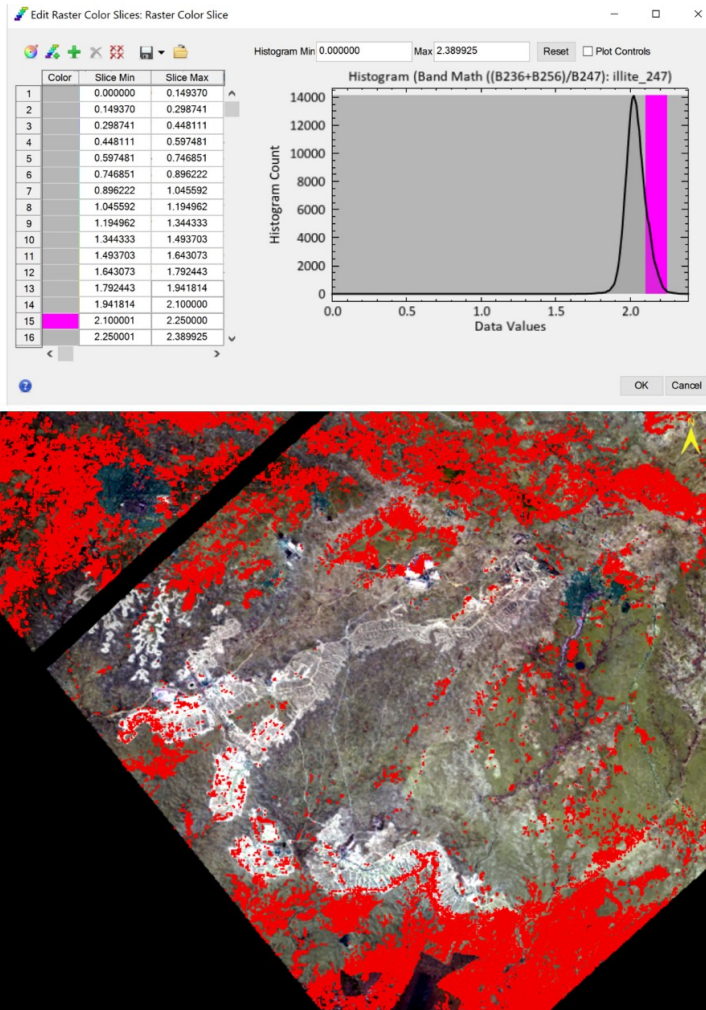 Edit Raster Color Slices: Raster Color Slice
Histogram Min 0.000000 Max 2.389925 Reset Plot Controls
Color Slice Min Slice Max
1 0.000000 0.149370
2 0.149370 0.298741
3 0.298741 0.448111
4 0.448111 0.597481
5 0.597481 0.746851
6 0.746851 0.896222
7 0.896222 1.045592
8 1.045592 1.194962
9 1.194962 1.344333
10 1.344333 1.493703
11 1.493703 1.643073
12 1.643073 1.792443
13 1.792443 1.941814
14 1.941814 2.100000
15 2.100001 2.250000
16 2.250001 2.389925
Histogram (Band Math ((B236+B256)/B247): illite_247)
Histogram Count
14000
12000
10000
8000
6000
4000
2000
0
0.0 0.5 1.0 1.5 2.0
Data Values
OK Cancel